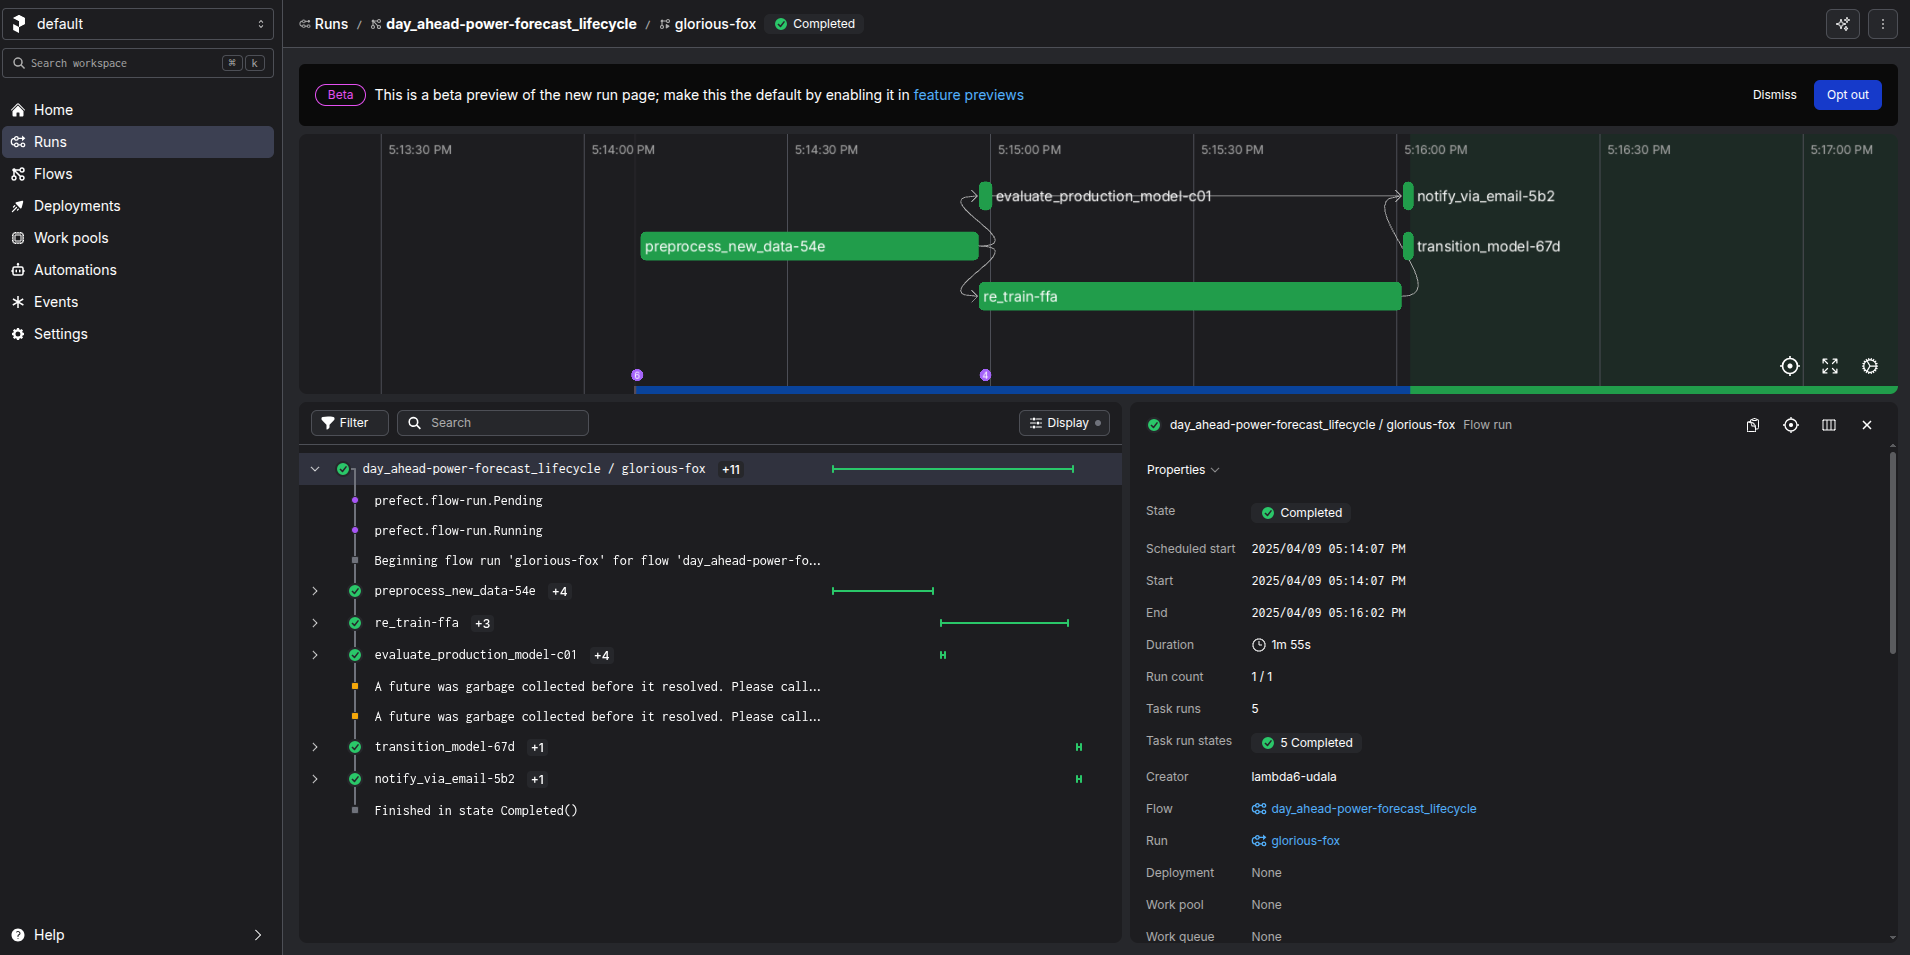 default
Runs / day_ahead-power-forecast_lifecycle / glorious-fox Completed
Search workspace ⌘ k
Home
Runs
Flows
Deployments
Work pools
Automations
Events
Settings
Help
Beta This is a beta preview of the new run page; make this the default by enabling it in feature previews Dismiss Opt out
5:13:30 PM 5:14:00 PM 5:14:30 PM 5:15:00 PM 5:15:30 PM 5:16:00 PM 5:16:30 PM 5:17:00 PM
evaluate_production_model-c01 notify_via_email-5b2
preprocess_new_data-54e transition_model-67d
re_train-ffa
6 4
Filter Search Display
day_ahead-power-forecast_lifecycle / glorious-fox +11
prefect.flow-run.Pending
prefect.flow-run.Running
Beginning flow run 'glorious-fox' for flow 'day_ahead-power-fo...
preprocess_new_data-54e +4
re_train-ffa +3
evaluate_production_model-c01 +4
A future was garbage collected before it resolved. Please call...
A future was garbage collected before it resolved. Please call...
transition_model-67d +1
notify_via_email-5b2 +1
Finished in state Completed()
day_ahead-power-forecast_lifecycle / glorious-fox Flow run
Properties
State Completed
Scheduled start 2025/04/09 05:14:07 PM
Start 2025/04/09 05:14:07 PM
End 2025/04/09 05:16:02 PM
Duration 1m 55s
Run count 1 / 1
Task runs 5
Task run states 5 Completed
Creator lambda6-udala
Flow day_ahead-power-forecast_lifecycle
Run glorious-fox
Deployment None
Work pool None
Work queue None